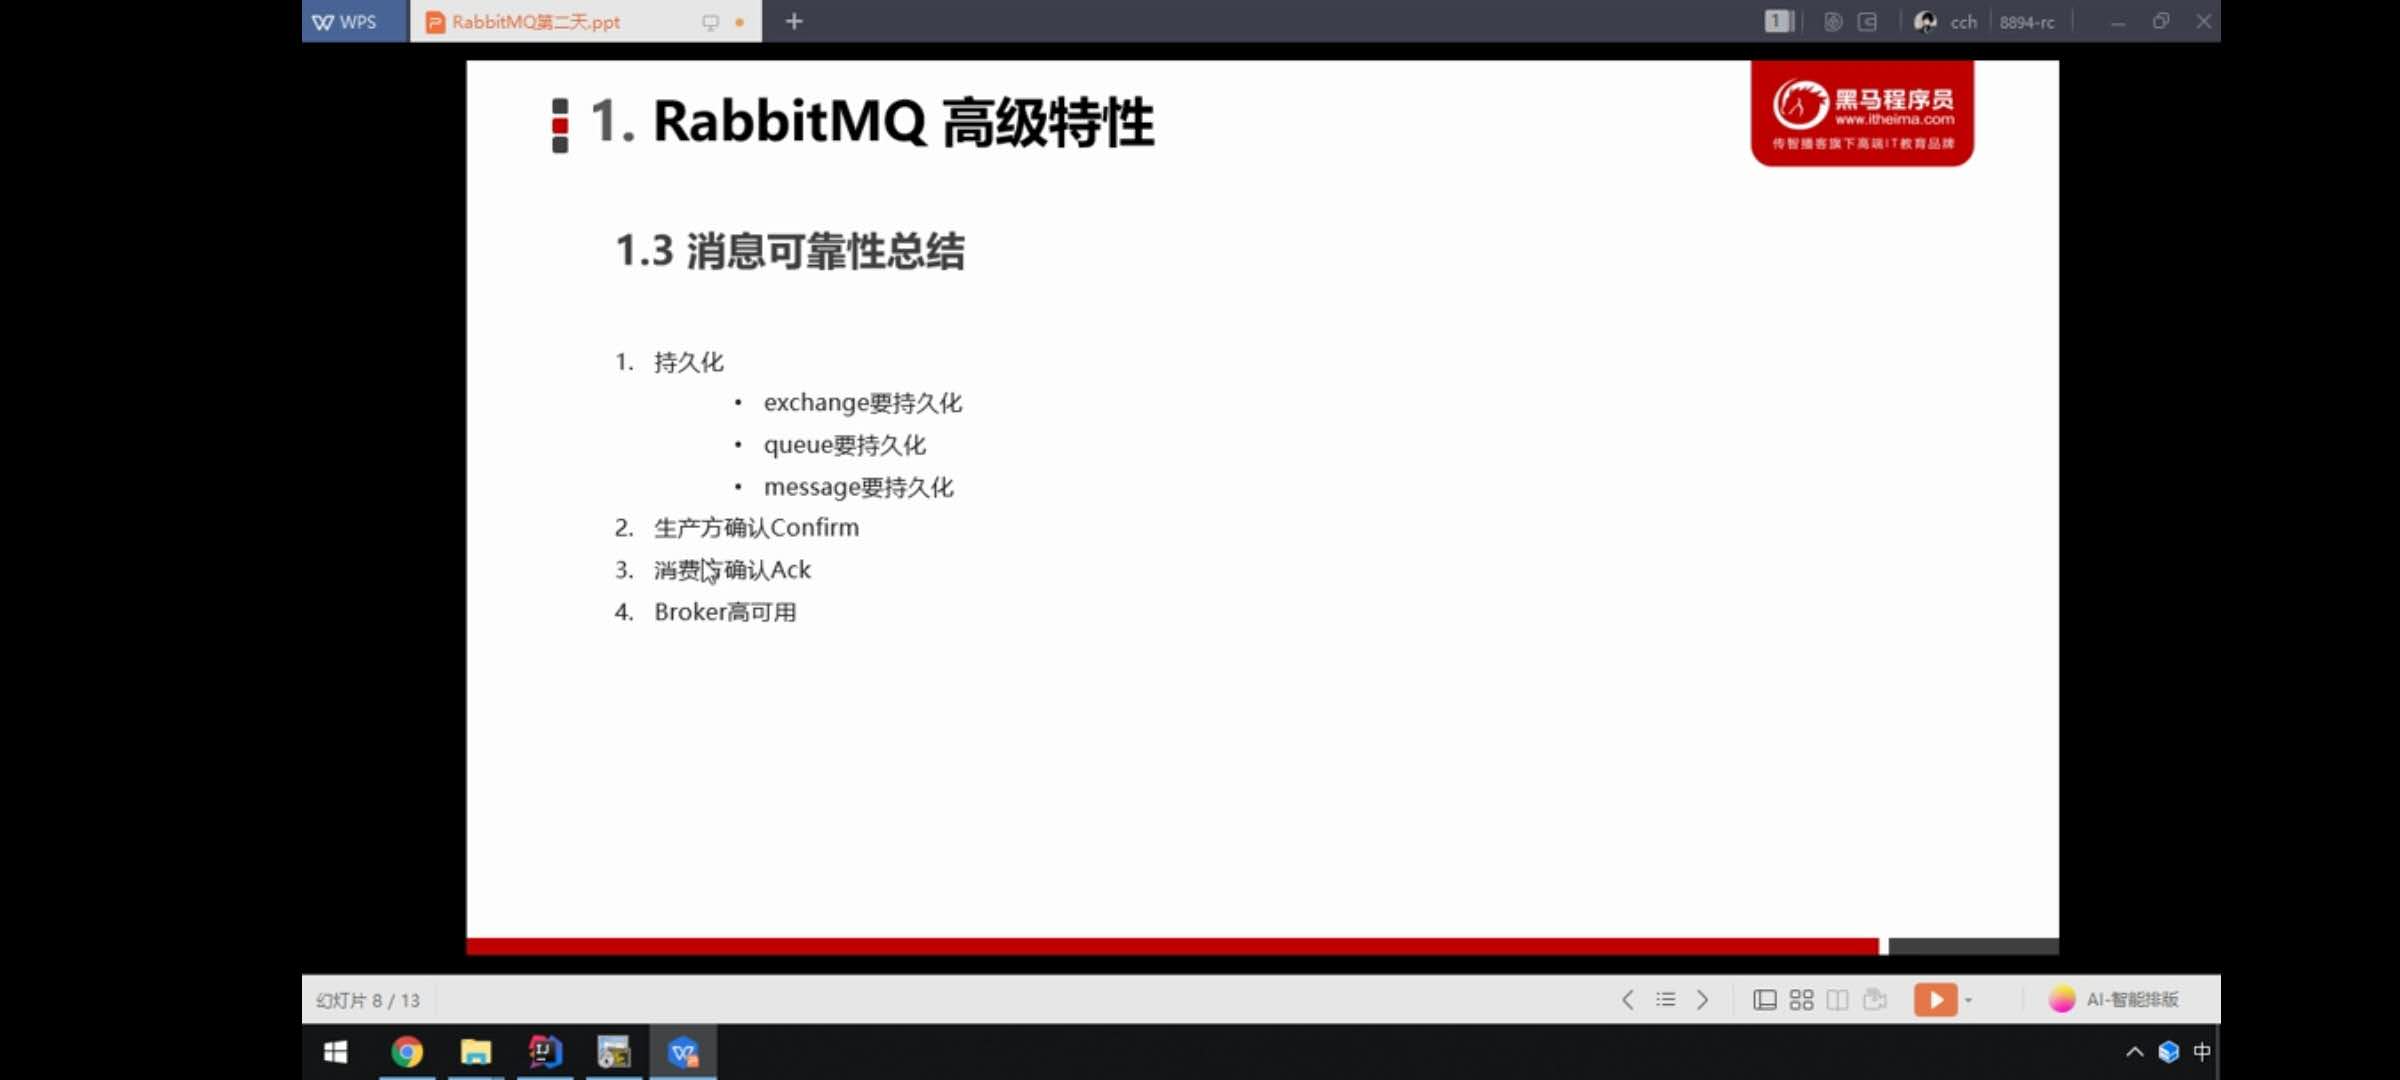 WPS
RabbitMQ第二天.ppt
1
cch
8894-rc
1. RabbitMQ 高级特性
黑马程序员
www.itheima.com
传智播客旗下高端IT教育品牌
1.3 消息可靠性总结
1. 持久化
• exchange要持久化
• queue要持久化
• message要持久化
2. 生产方确认Confirm
3. 消费方确认Ack
4. Broker高可用
幻灯片 8 / 13
AI-智能排版
中